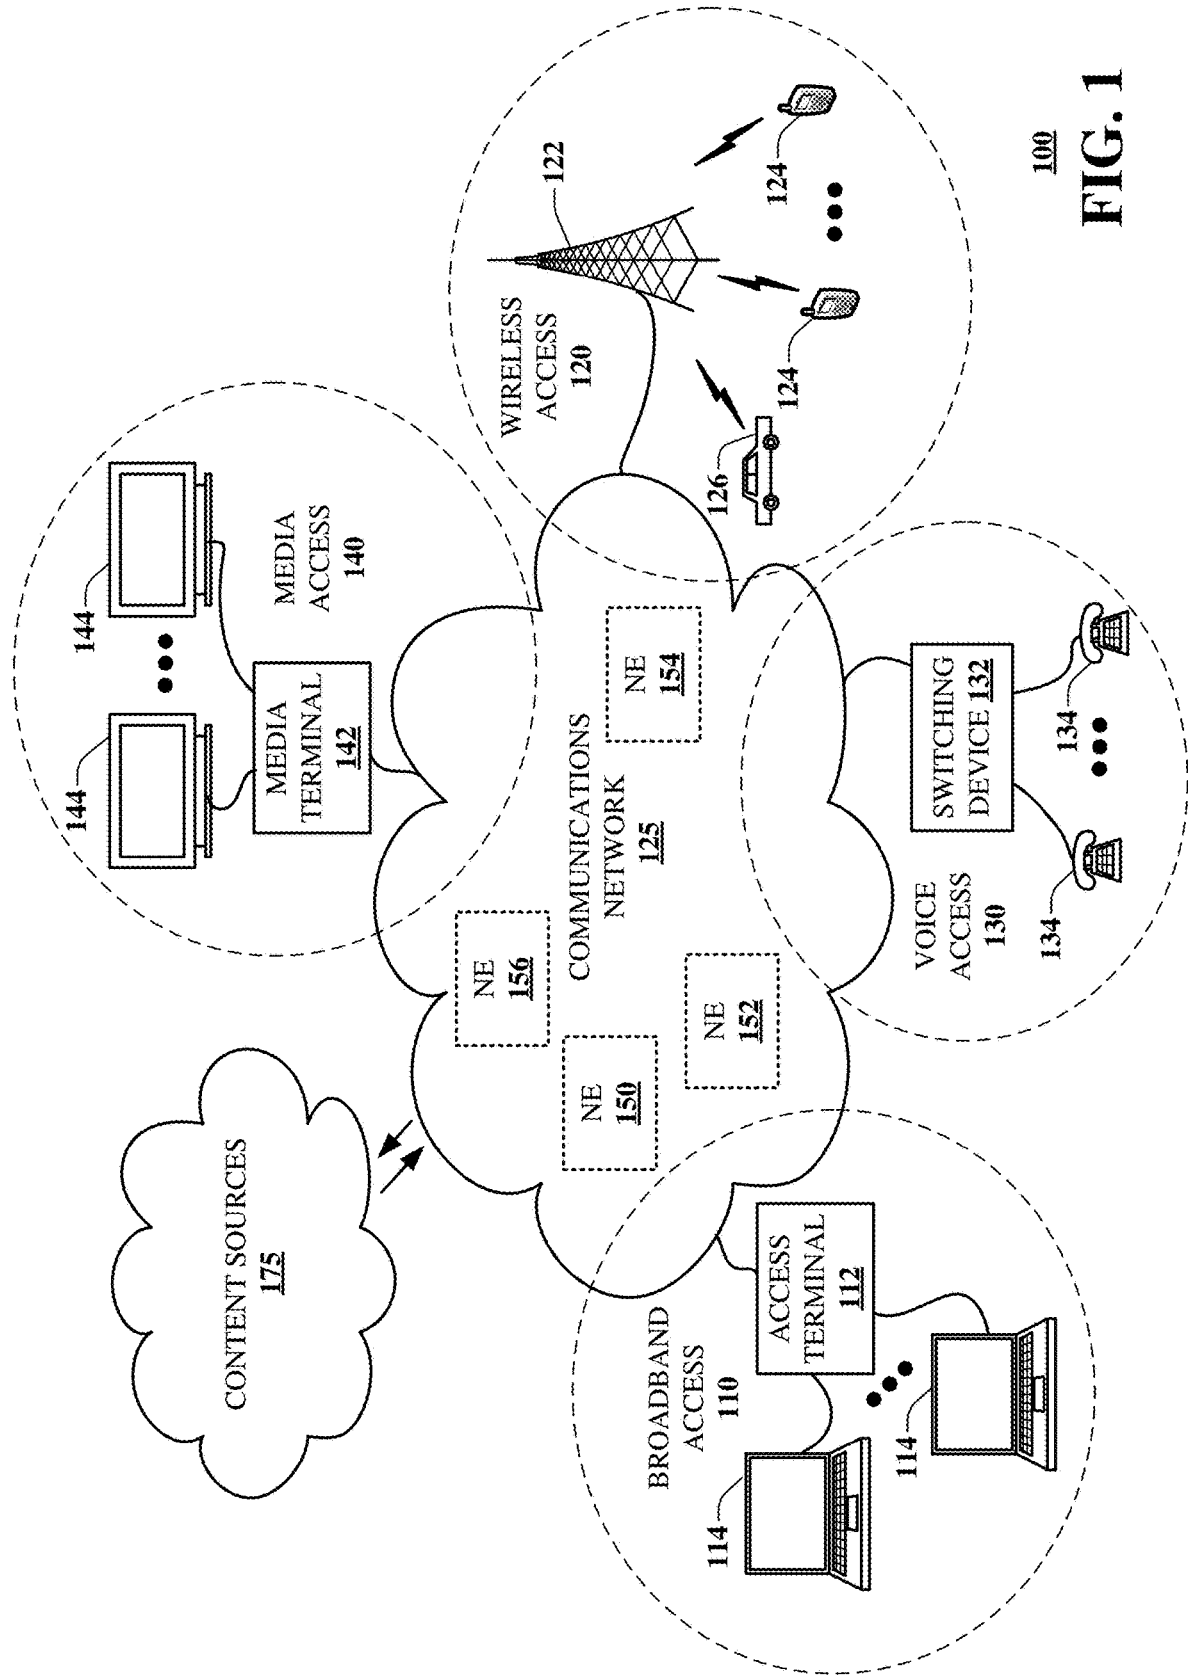 CONTENT SOURCES
175
144
144
MEDIA
TERMINAL
142
MEDIA
ACCESS
140
BROADBAND
ACCESS
110
114
114
ACCESS
TERMINAL
112
NE
150
NE
156
NE
152
COMMUNICATIONS
NETWORK
125
NE
154
WIRELESS
ACCESS
120
122
124
124
126
VOICE
ACCESS
130
SWITCHING
DEVICE 132
134
134
100
FIG. 1